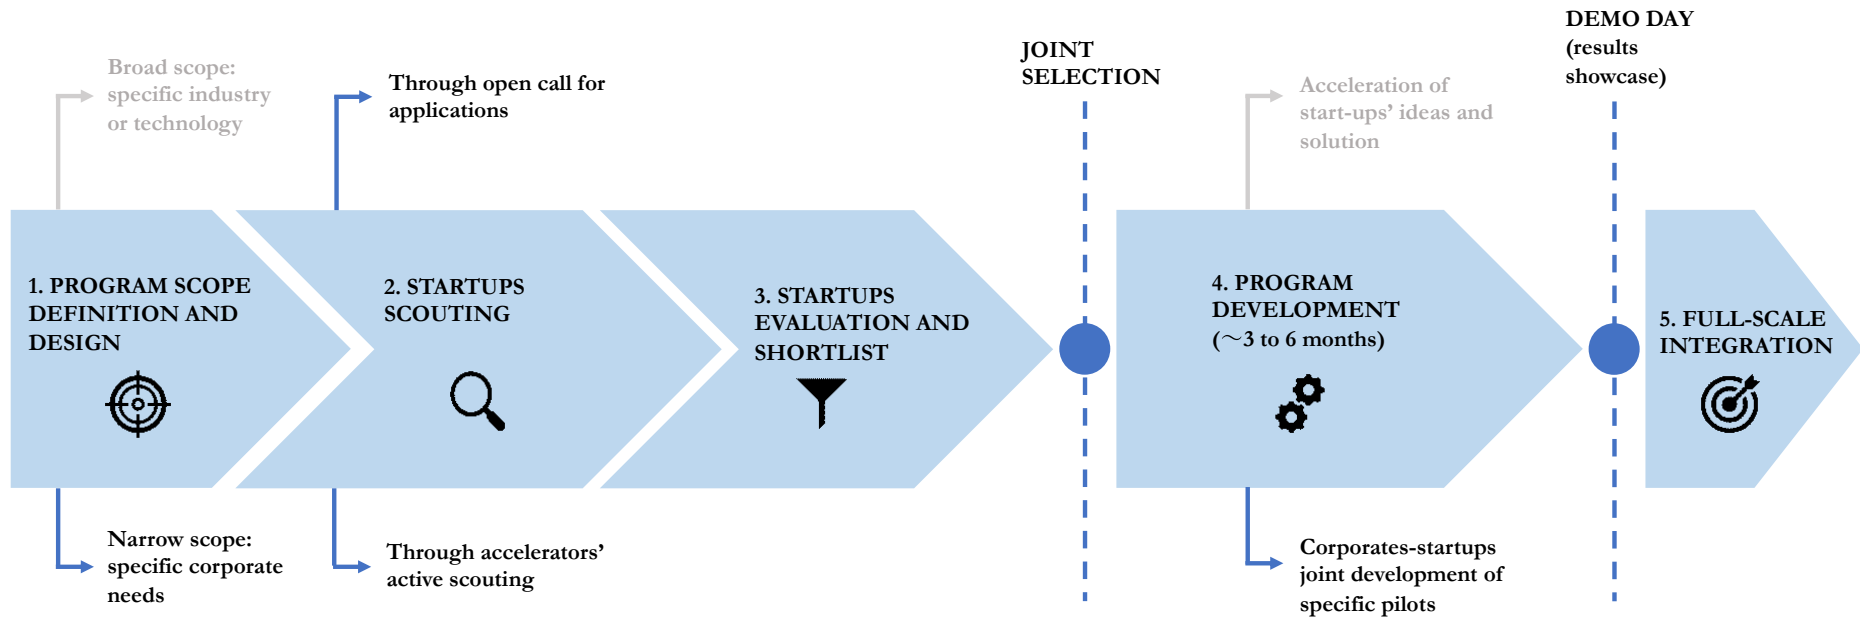 Broad scope:
specific industry
or technology
Through open call for
applications
JOINT
SELECTION
Acceleration of
start-ups’ ideas and
solution
DEMO DAY
(results
showcase)
1. PROGRAM SCOPE
DEFINITION AND
DESIGN
2. STARTUPS
SCOUTING
3. STARTUPS
EVALUATION AND
SHORTLIST
4. PROGRAM
DEVELOPMENT
(～3 to 6 months)
5. FULL-SCALE
INTEGRATION
Narrow scope:
specific corporate
needs
Through accelerators’
active scouting
Corporates-startups
joint development of
specific pilots